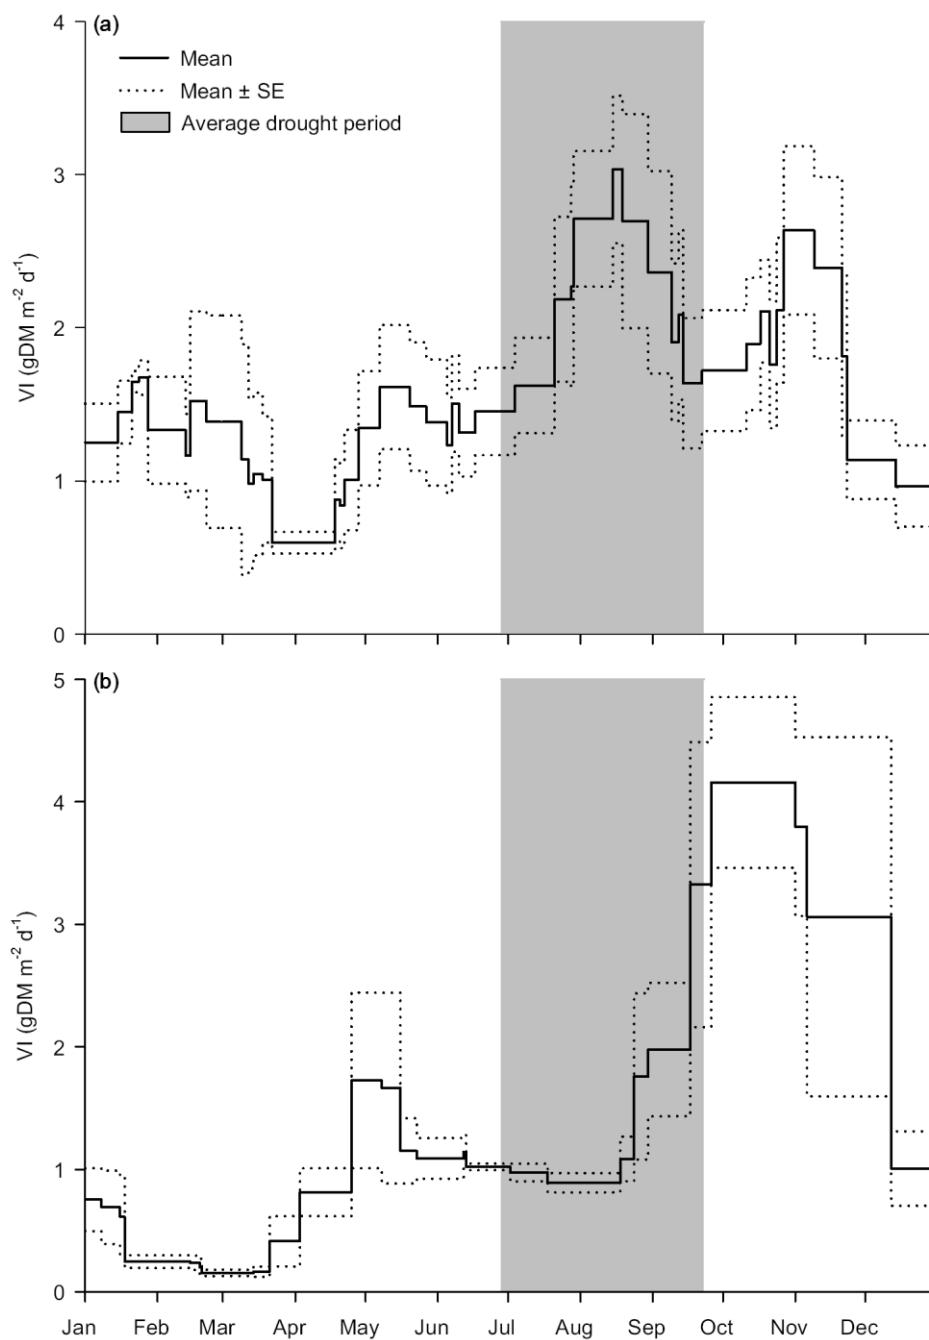 (a)
Mean
Mean ± SE
Average drought period
4
3
2
1
0
VI (gDM m⁻² d⁻¹)
(b)
5
4
3
2
1
0
VI (gDM m⁻² d⁻¹)
Jan Feb Mar Apr May Jun Jul Aug Sep Oct Nov Dec